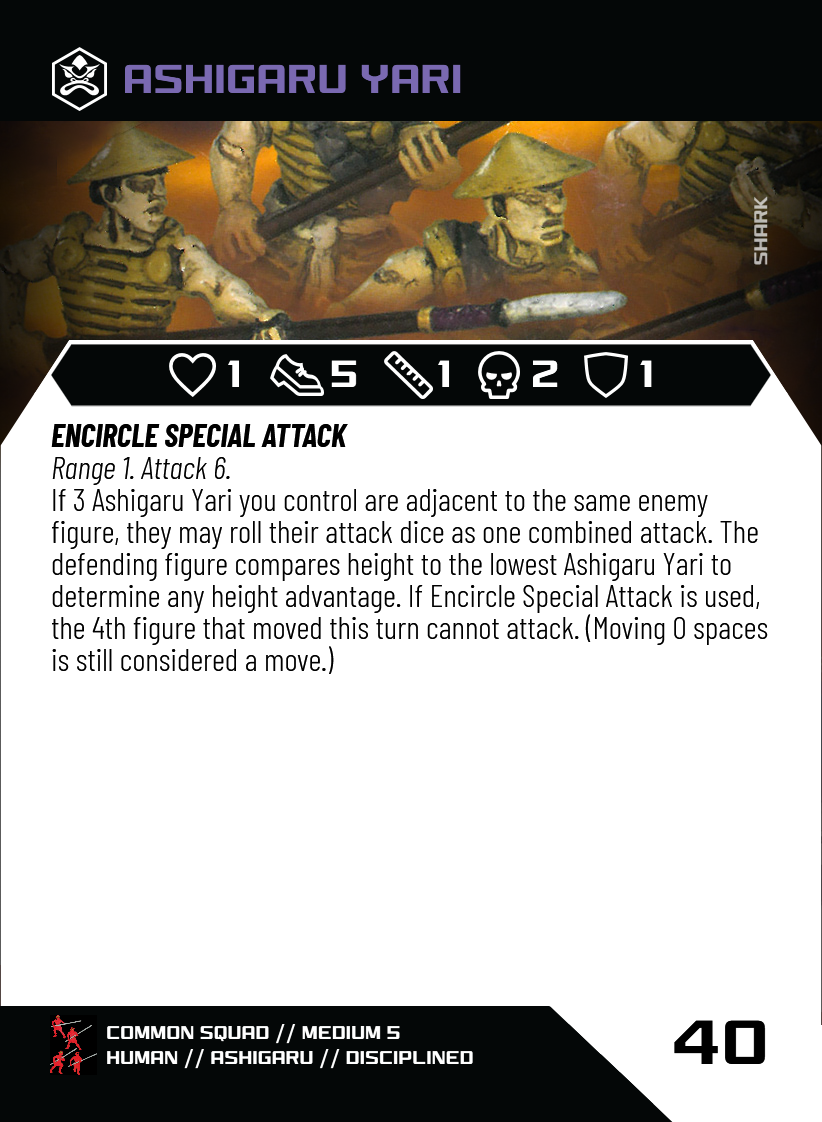 ASHIGARU YARI
SHARK
1 5 1 2 1
ENCIRCLE SPECIAL ATTACK
Range 1. Attack 6.
If 3 Ashigaru Yari you control are adjacent to the same enemy
figure, they may roll their attack dice as one combined attack. The
defending figure compares height to the lowest Ashigaru Yari to
determine any height advantage. If Encircle Special Attack is used,
the 4th figure that moved this turn cannot attack. (Moving 0 spaces
is still considered a move.)
COMMON SQUAD // MEDIUM 5
HUMAN // ASHIGARU // DISCIPLINED
40